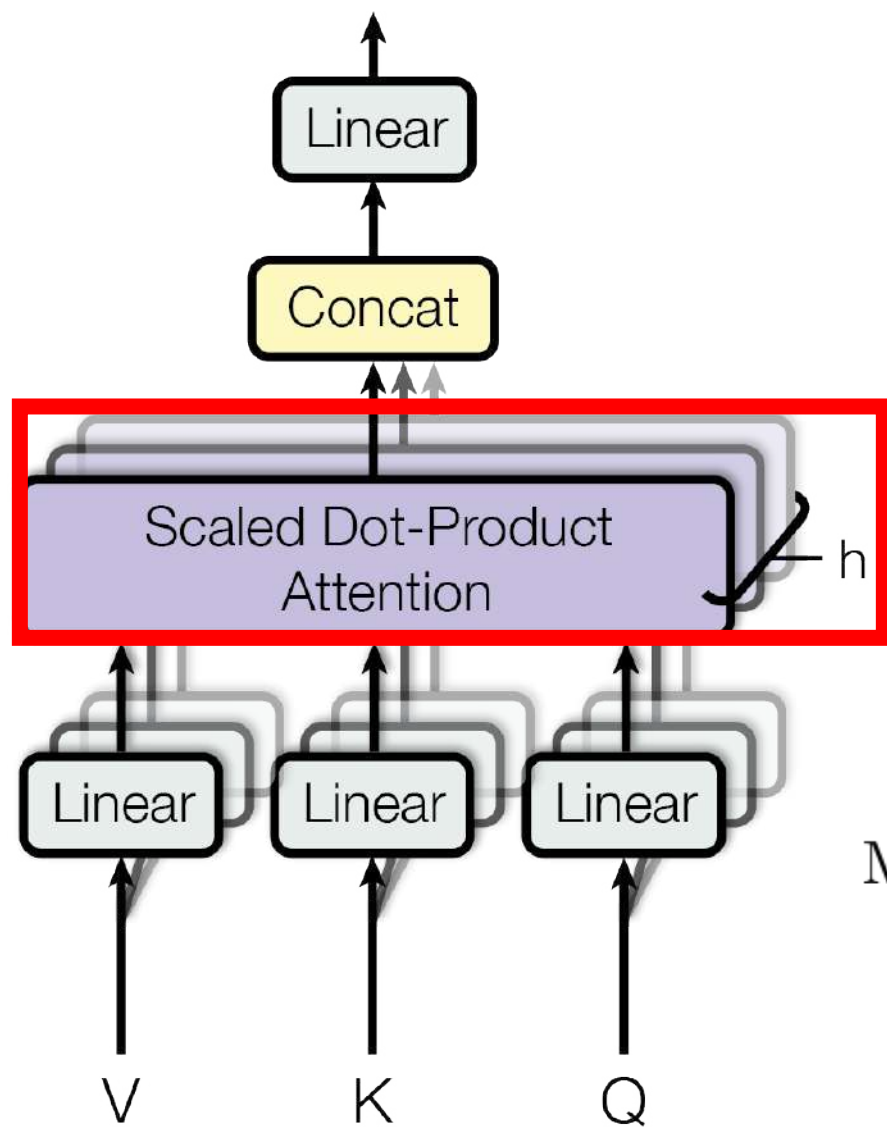 Linear
Concat
Scaled Dot-Product
Attention
h
Linear
Linear
Linear
M
V
K
Q